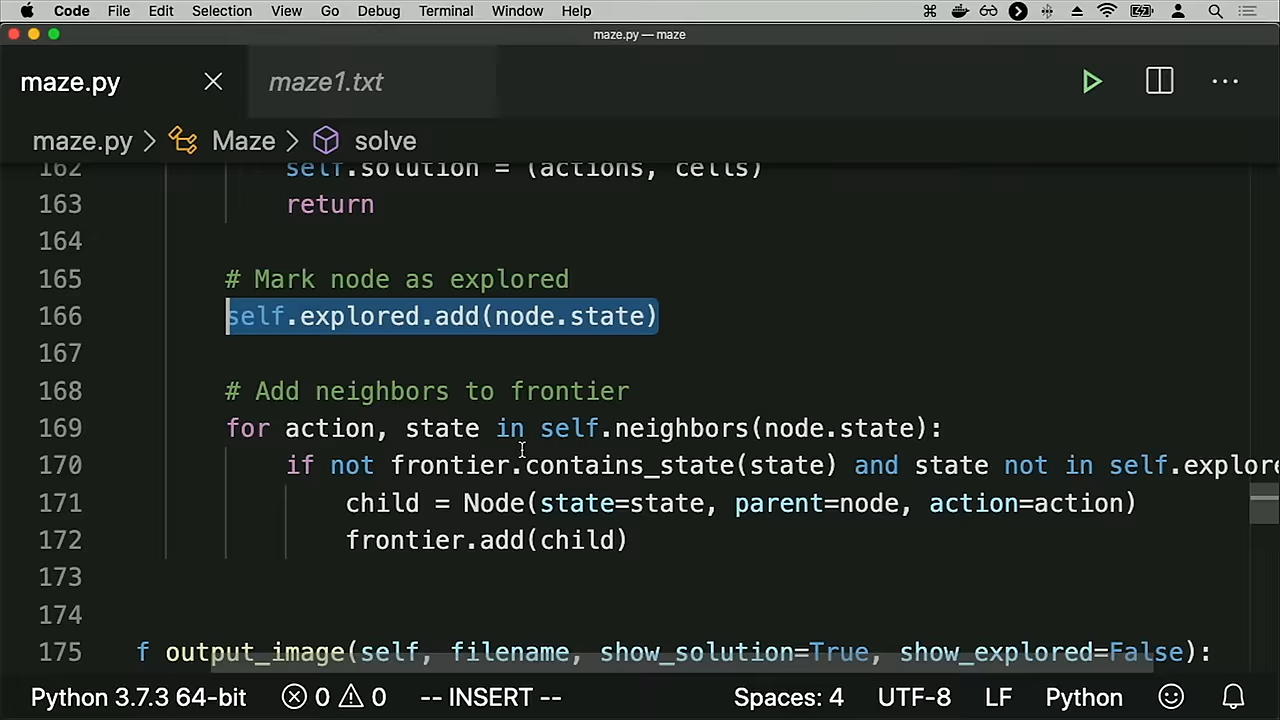 Code File Edit Selection View Go Debug Terminal Window Help
maze.py — maze
maze.py maze1.txt
maze.py > Maze > solve
162 self.solution = (actions, cells)
163 return
164
165 # Mark node as explored
166 self.explored.add(node.state)
167
168 # Add neighbors to frontier
169 for action, state in self.neighbors(node.state):
170 if not frontier.contains_state(state) and state not in self.explore
171 child = Node(state=state, parent=node, action=action)
172 frontier.add(child)
173
174
175 f output_image(self, filename, show_solution=True, show_explored=False):
Python 3.7.3 64-bit 0 0 -- INSERT -- Spaces: 4 UTF-8 LF Python